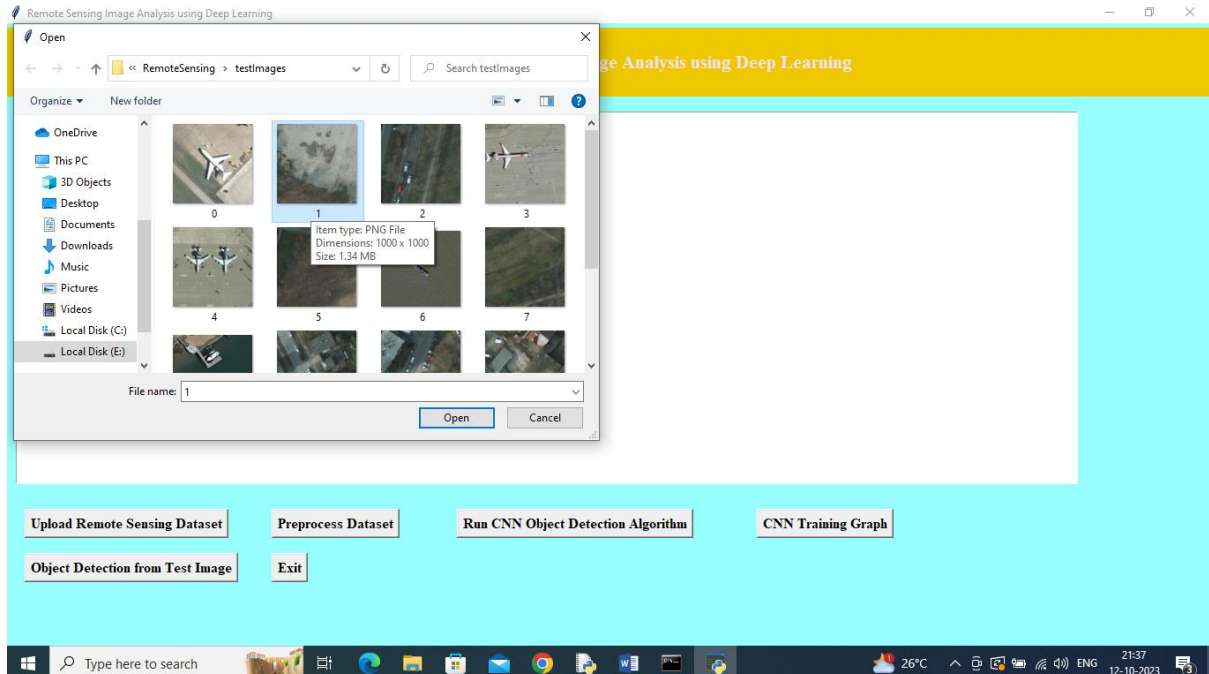 Remote Sensing Image Analysis using Deep Learning
Open
ge Analysis using Deep Learning
« RemoteSensing › testImages
Search testImages
Organize
New folder
OneDrive
This PC
3D Objects
Desktop
Documents
Downloads
Music
Pictures
Videos
Local Disk (C:)
Local Disk (E:)
0
1
2
3
Item type: PNG File
Dimensions: 1000 x 1000
Size: 1.34 MB
4
5
6
7
File name: 1
Open
Cancel
Upload Remote Sensing Dataset
Preprocess Dataset
Run CNN Object Detection Algorithm
CNN Training Graph
Object Detection from Test Image
Exit
Type here to search
26°C
ENG
21:37
12-10-2023
3